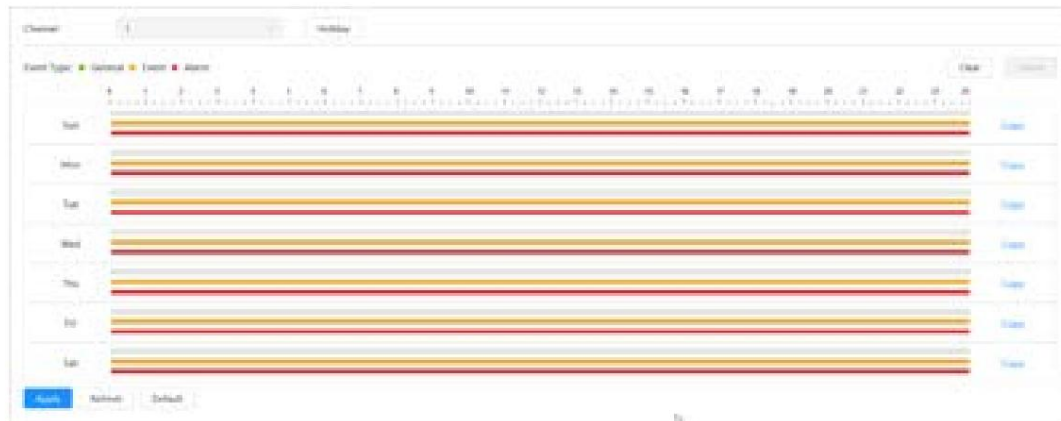 Channel 1 Holiday
Event Type: General Event Alarm Clear
0 1 2 3 4 5 6 7 8 9 10 11 12 13 14 15 16 17 18 19 20 21 22 23 24
Sun Copy
Mon Copy
Tue Copy
Wed Copy
Thu Copy
Fri Copy
Sat Copy
Apply Refresh Default